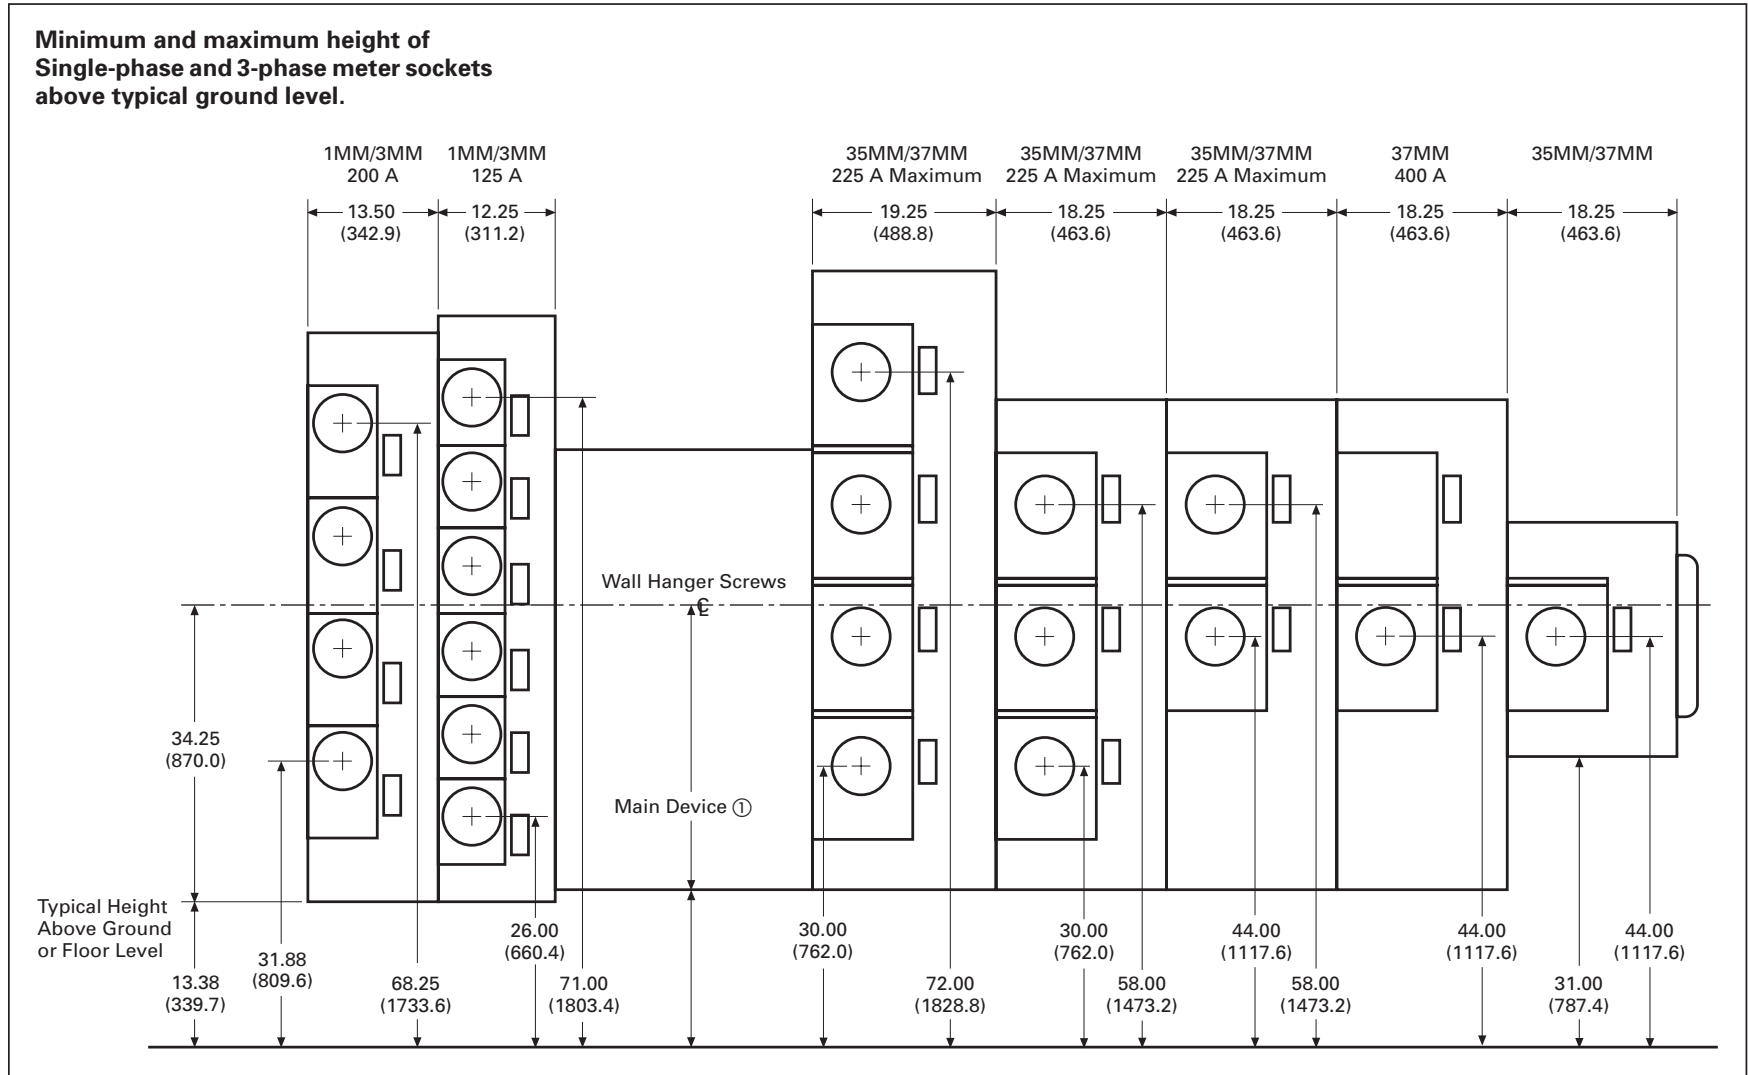 Minimum and maximum height of
Single-phase and 3-phase meter sockets
above typical ground level.
1MM/3MM
200 A
1MM/3MM
125 A
35MM/37MM
225 A Maximum
35MM/37MM
225 A Maximum
35MM/37MM
225 A Maximum
37MM
400 A
35MM/37MM
13.50
(342.9)
12.25
(311.2)
19.25
(488.8)
18.25
(463.6)
18.25
(463.6)
18.25
(463.6)
18.25
(463.6)
Wall Hanger Screws
℄
34.25
(870.0)
Main Device ①
Typical Height
Above Ground
or Floor Level
13.38
(339.7)
31.88
(809.6)
68.25
(1733.6)
26.00
(660.4)
71.00
(1803.4)
30.00
(762.0)
72.00
(1828.8)
30.00
(762.0)
58.00
(1473.2)
44.00
(1117.6)
58.00
(1473.2)
44.00
(1117.6)
31.00
(787.4)
44.00
(1117.6)